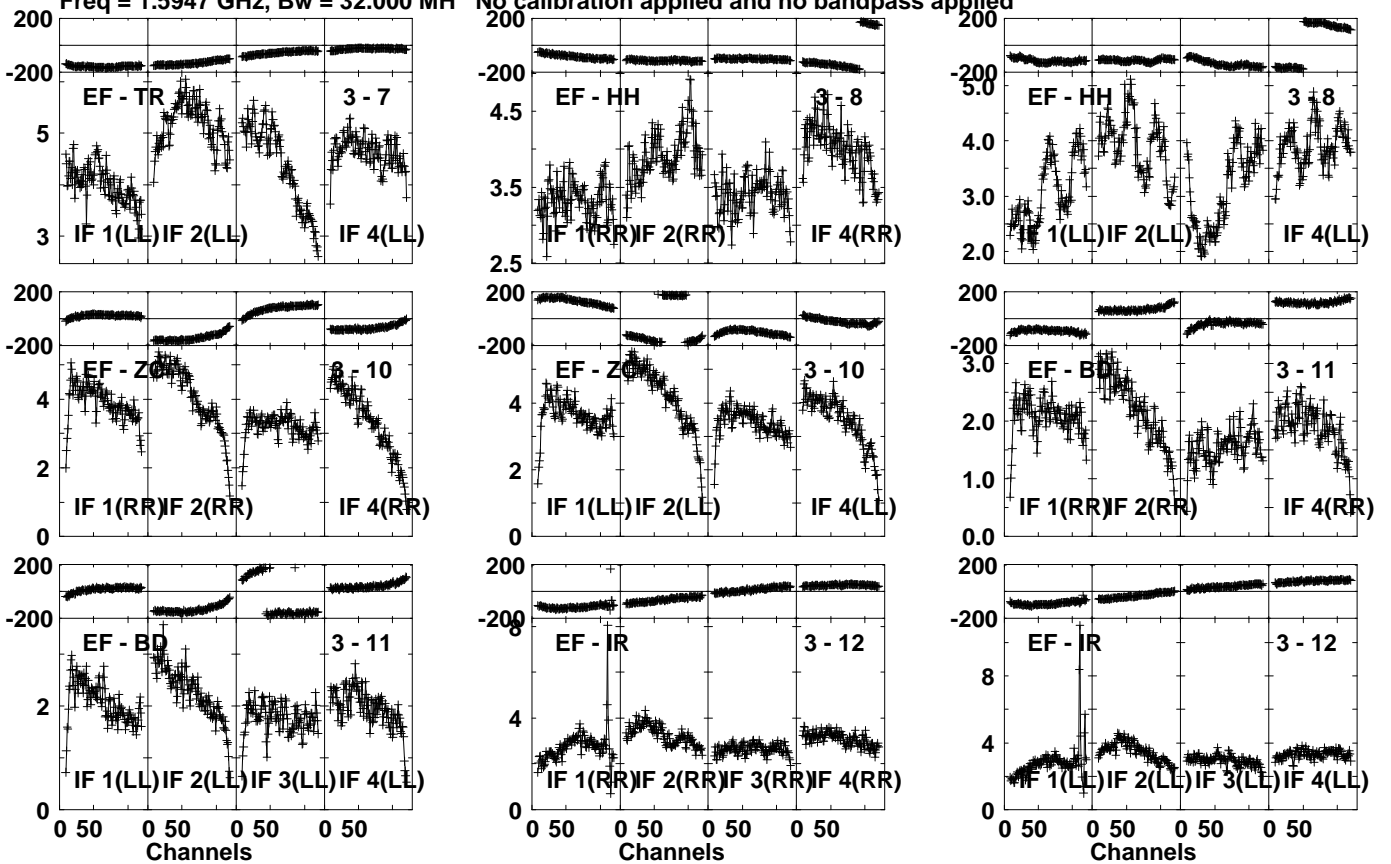 Freq = 1.5947 GHz, Bw = 32.000 MH No calibration applied and no bandpass applied
200 200 200
-200 -200 -200
EF - TR 3 - 7 EF - HH 3 - 8 EF - HH 3 - 8
5 4.5 5.0
4.0
3.5 3.0
3 2.0
IF 1(LL) IF 2(LL) IF 4(LL) IF 1(RR) IF 2(RR) IF 4(RR) IF 1(LL) IF 2(LL) IF 4(LL)
2.5
200 200 200
-200 -200 -200
EF - ZC 3 - 10 EF - ZC 3 - 10 EF - BD 3 - 11
3.0
4 4 2.0
2 2 1.0
IF 1(RR) IF 2(RR) IF 4(RR) IF 1(LL) IF 2(LL) IF 4(LL) IF 1(RR) IF 2(RR) IF 4(RR)
0 0 0.0
200 200 200
-200 -200 -200
EF - BD 3 - 11 EF - IR 3 - 12 EF - IR 3 - 12
8 8
2 4 4
IF 1(LL) IF 2(LL) IF 3(LL) IF 4(LL) IF 1(RR) IF 2(RR) IF 3(RR) IF 4(RR) IF 1(LL) IF 2(LL) IF 3(LL) IF 4(LL)
0 0 0
0 50 0 50 0 50 0 50 0 50 0 50 0 50 0 50 0 50 0 50 0 50 0 50
Channels Channels Channels